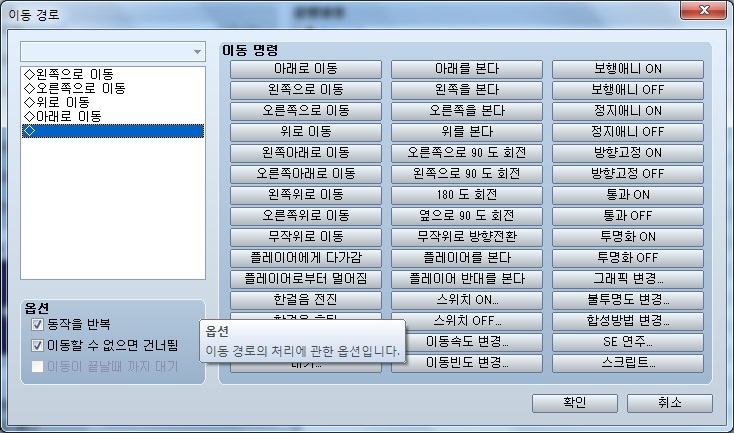 이동 경로
◇왼쪽으로 이동
◇오른쪽으로 이동
◇위로 이동
◇아래로 이동
◇
옵션
동작을 반복
이동할 수 없으면 건너뜀
이동이 끝날때 까지 대기
이동 명령
아래로 이동 아래를 본다 보행애니 ON
왼쪽으로 이동 왼쪽을 본다 보행애니 OFF
오른쪽으로 이동 오른쪽을 본다 정지애니 ON
위로 이동 위를 본다 정지애니 OFF
왼쪽아래로 이동 오른쪽으로 90 도 회전 방향고정 ON
오른쪽아래로 이동 왼쪽으로 90 도 회전 방향고정 OFF
왼쪽위로 이동 180 도 회전 통과 ON
오른쪽위로 이동 옆으로 90 도 회전 통과 OFF
무작위로 이동 무작위로 방향전환 투명화 ON
플레이어에게 다가감 플레이어를 본다 투명화 OFF
플레이어로부터 멀어짐 플레이어 반대를 본다 그래픽 변경...
한걸음 전진 스위치 ON... 불투명도 변경...
스위치 OFF... 합성방법 변경...
이동속도 변경... SE 연주...
이동빈도 변경... 스크립트...
옵션
이동 경로의 처리에 관한 옵션입니다.
확인 취소